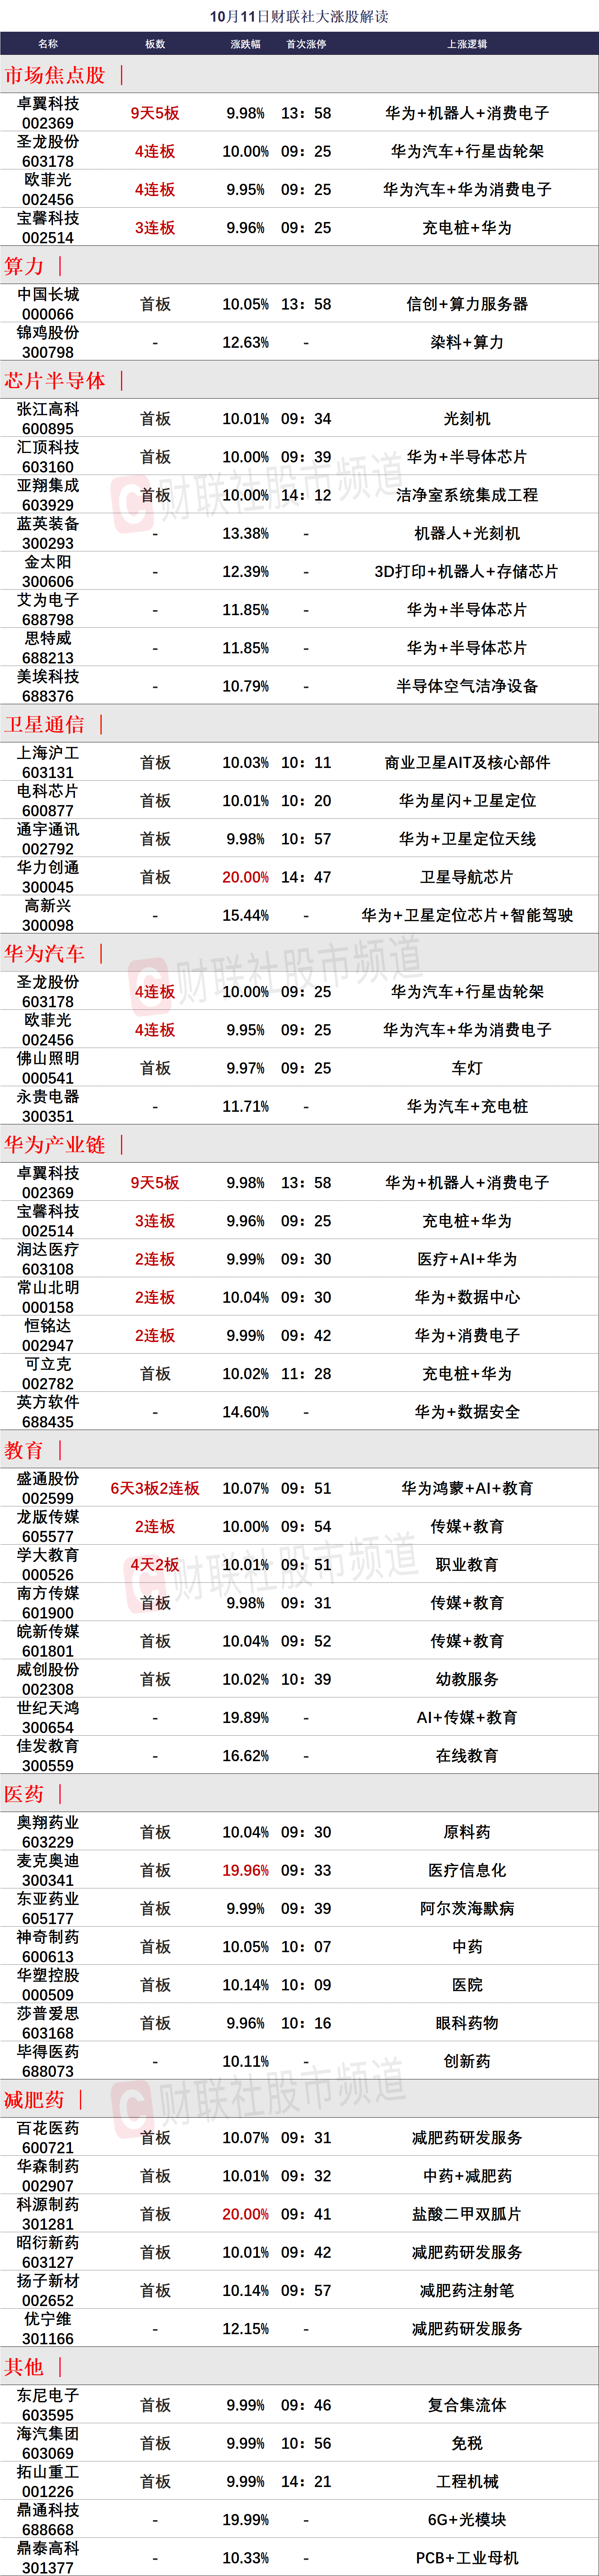 10月11日财联社大涨股解读
名称 板数 涨跌幅 首次涨停 上涨逻辑
市场焦点股
卓翼科技
002369 9天5板 9.98% 13：58 华为+机器人+消费电子
圣龙股份
603178 4连板 10.00% 09：25 华为汽车+行星齿轮架
欧菲光
002456 4连板 9.95% 09：25 华为汽车+华为消费电子
宝馨科技
002514 3连板 9.96% 09：25 充电桩+华为
算力
中国长城
000066 首板 10.05% 13：58 信创+算力服务器
锦鸡股份
300798 - 12.63% - 染料+算力
芯片半导体
张江高科
600895 首板 10.01% 09：34 光刻机
汇顶科技
603160 首板 10.00% 09：39 华为+半导体芯片
亚翔集成
603929 首板 10.00% 14：12 洁净室系统集成工程
蓝英装备
300293 - 13.38% - 机器人+光刻机
金太阳
300606 - 12.39% - 3D打印+机器人+存储芯片
艾为电子
688798 - 11.85% - 华为+半导体芯片
思特威
688213 - 11.85% - 华为+半导体芯片
美埃科技
688376 - 10.79% - 半导体空气洁净设备
卫星通信
上海沪工
603131 首板 10.03% 10：11 商业卫星AIT及核心部件
电科芯片
600877 首板 10.01% 10：20 华为星闪+卫星定位
通宇通讯
002792 首板 9.98% 10：57 华为+卫星定位天线
华力创通
300045 首板 20.00% 14：47 卫星导航芯片
高新兴
300098 - 15.44% - 华为+卫星定位芯片+智能驾驶
华为汽车
圣龙股份
603178 4连板 10.00% 09：25 华为汽车+行星齿轮架
欧菲光
002456 4连板 9.95% 09：25 华为汽车+华为消费电子
佛山照明
000541 首板 9.97% 09：25 车灯
永贵电器
300351 - 11.71% - 华为汽车+充电桩
华为产业链
卓翼科技
002369 9天5板 9.98% 13：58 华为+机器人+消费电子
宝馨科技
002514 3连板 9.96% 09：25 充电桩+华为
润达医疗
603108 2连板 9.99% 09：30 医疗+AI+华为
常山北明
000158 2连板 10.04% 09：30 华为+数据中心
恒铭达
002947 2连板 9.99% 09：42 华为+消费电子
可立克
002782 首板 10.02% 11：28 充电桩+华为
英方软件
688435 - 14.60% - 华为+数据安全
教育
盛通股份
002599 6天3板2连板 10.07% 09：51 华为鸿蒙+AI+教育
龙版传媒
605577 2连板 10.00% 09：54 传媒+教育
学大教育
000526 4天2板 10.01% 09：51 职业教育
南方传媒
601900 首板 9.98% 09：31 传媒+教育
皖新传媒
601801 首板 10.04% 09：52 传媒+教育
威创股份
002308 首板 10.02% 10：39 幼教服务
世纪天鸿
300654 - 19.89% - AI+传媒+教育
佳发教育
300559 - 16.62% - 在线教育
医药
奥翔药业
603229 首板 10.04% 09：30 原料药
麦克奥迪
300341 首板 19.96% 09：33 医疗信息化
东亚药业
605177 首板 9.99% 09：39 阿尔茨海默病
神奇制药
600613 首板 10.05% 10：07 中药
华塑控股
000509 首板 10.14% 10：09 医院
莎普爱思
603168 首板 9.96% 10：16 眼科药物
毕得医药
688073 - 10.11% - 创新药
减肥药
百花医药
600721 首板 10.07% 09：31 减肥药研发服务
华森制药
002907 首板 10.01% 09：32 中药+减肥药
科源制药
301281 首板 20.00% 09：41 盐酸二甲双胍片
昭衍新药
603127 首板 10.01% 09：42 减肥药研发服务
扬子新材
002652 首板 10.14% 09：57 减肥药注射笔
优宁维
301166 - 12.15% - 减肥药研发服务
其他
东尼电子
603595 首板 9.99% 09：46 复合集流体
海汽集团
603069 首板 9.99% 10：56 免税
拓山重工
001226 首板 9.99% 14：21 工程机械
鼎通科技
688668 - 19.99% - 6G+光模块
鼎泰高科
301377 - 10.33% - PCB+工业母机
财联社股市频道
财联社股市频道
财联社股市频道
财联社股市频道